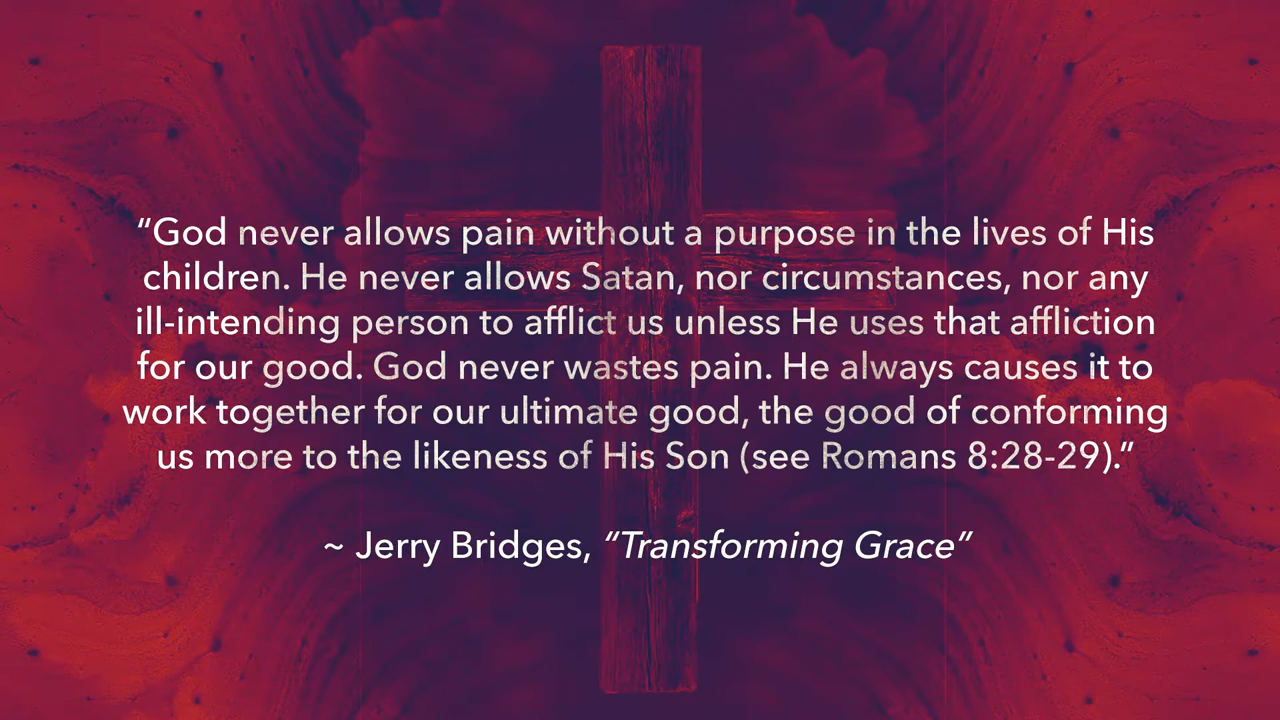 “God never allows pain without a purpose in the lives of His
children. He never allows Satan, nor circumstances, nor any
ill-intending person to afflict us unless He uses that affliction
for our good. God never wastes pain. He always causes it to
work together for our ultimate good, the good of conforming
us more to the likeness of His Son (see Romans 8:28-29).”
~ Jerry Bridges, “Transforming Grace”